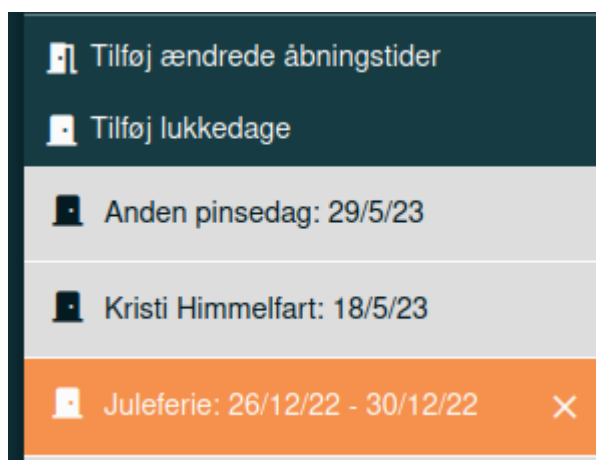 Tilføj ændrede åbningstider
Tilføj lukkedage
Anden pinsedag: 29/5/23
Kristi Himmelfart: 18/5/23
Juleferie: 26/12/22 - 30/12/22